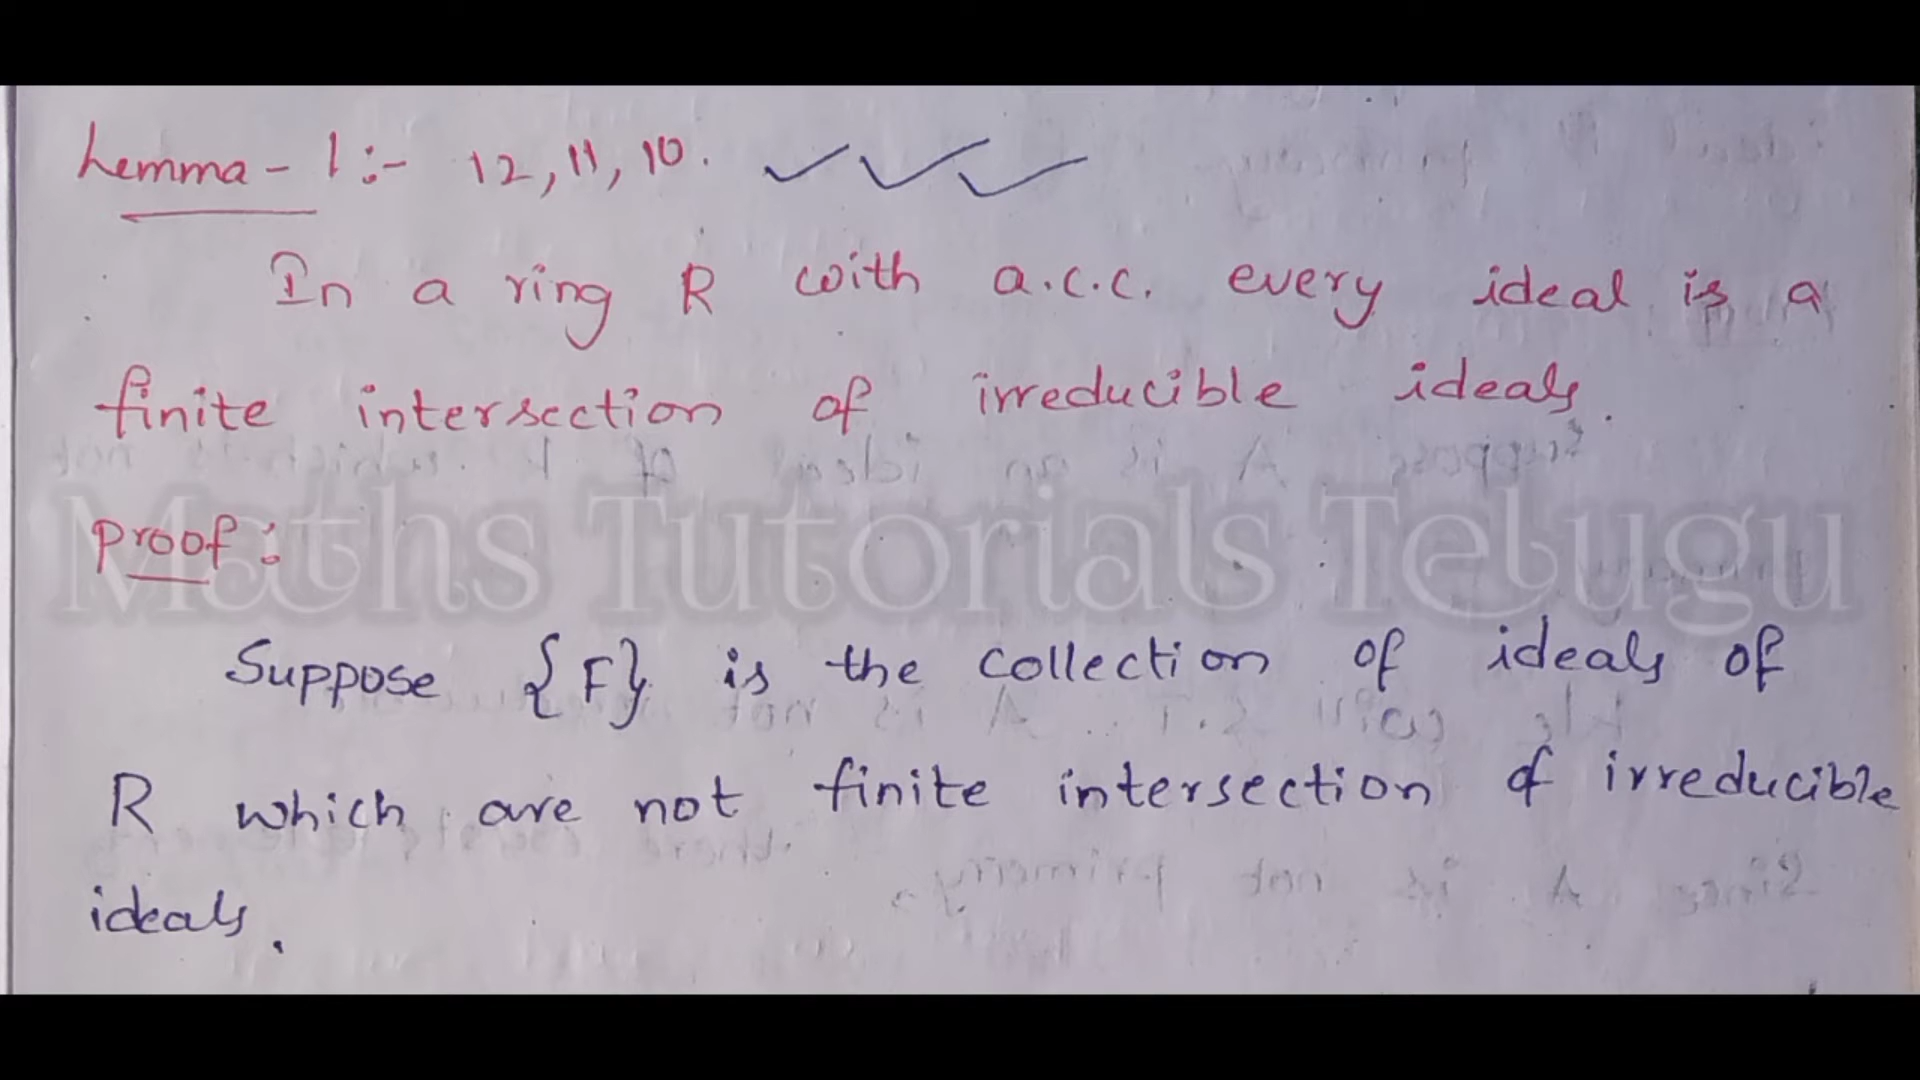 Lemma - 1 :- 12, 11, 10.
In a ring R with a.c.c. every ideal is a
finite intersection of irreducible ideals.
Maths Tutorials Telugu
Proof :
Suppose {F} is the collection of ideals of
R which are not finite intersection of irreducible
ideals.